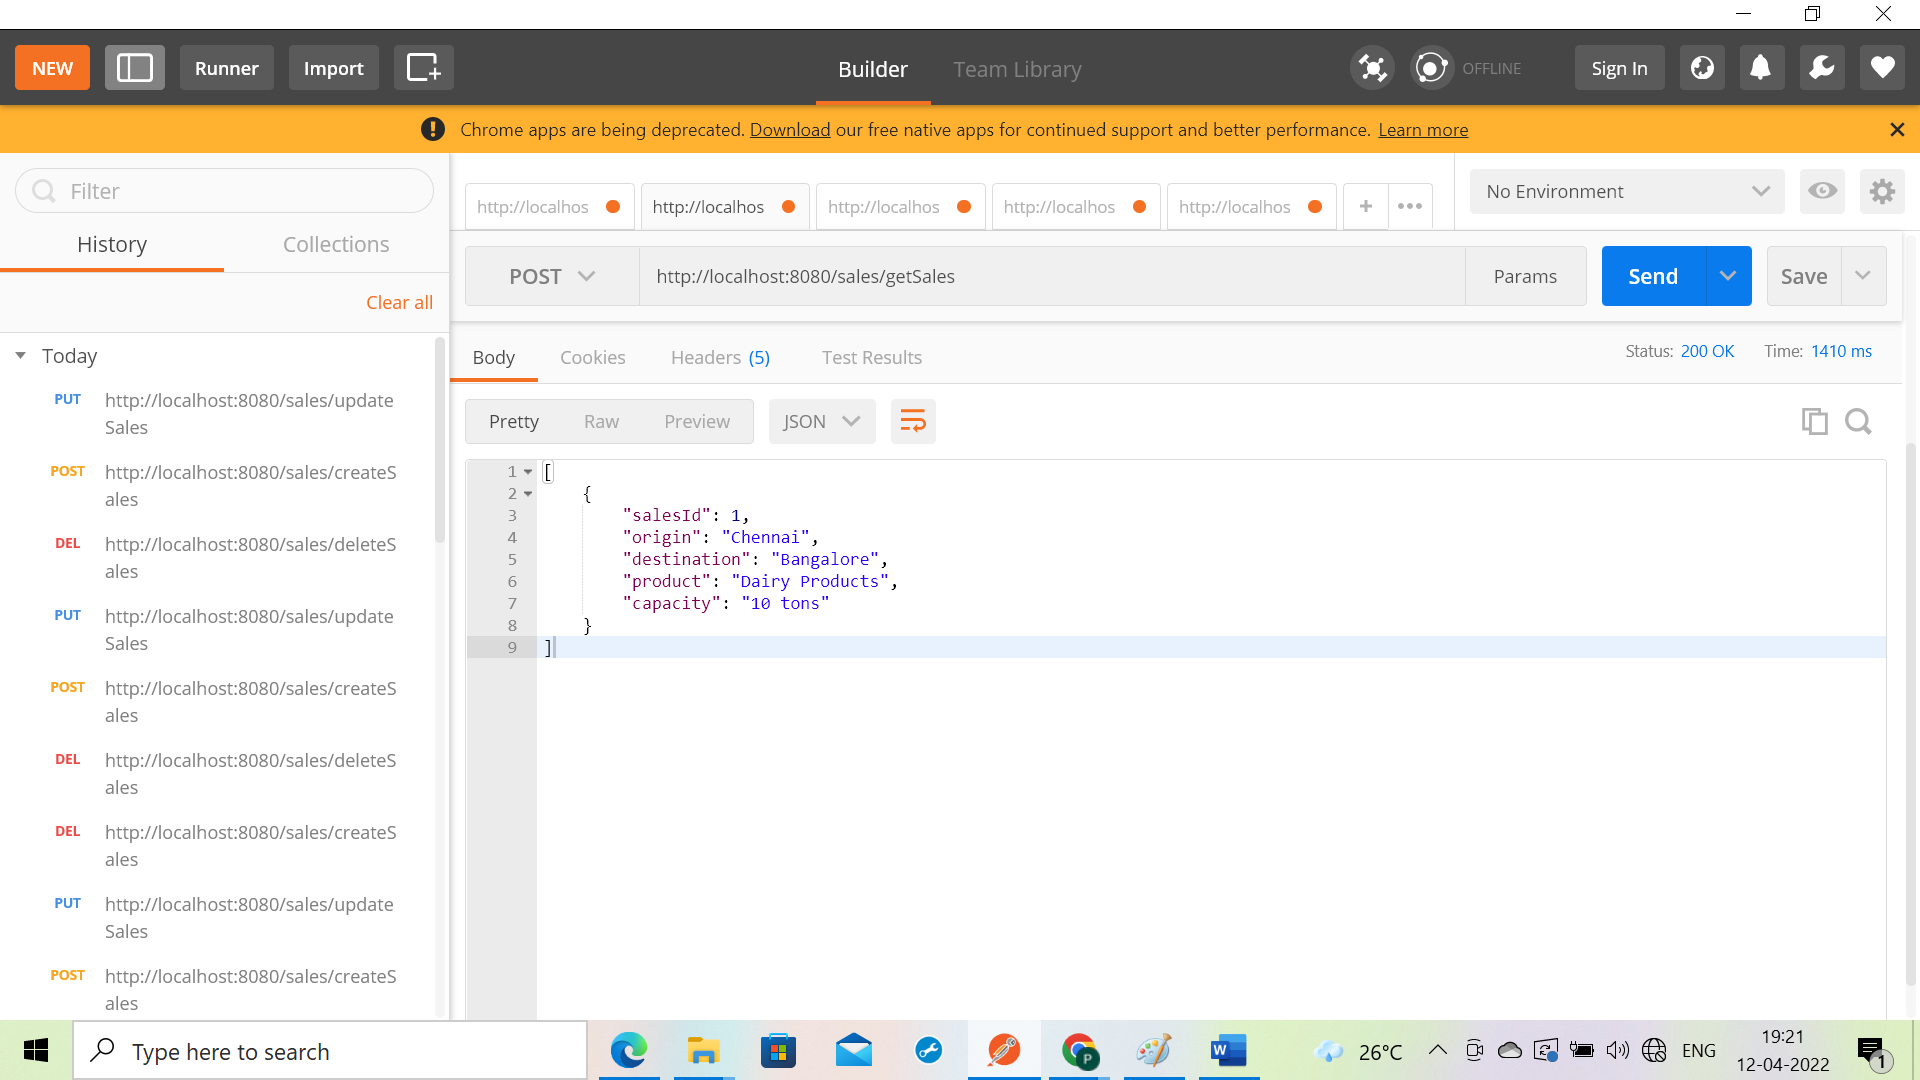 NEW
Runner
Import
Builder
Team Library
OFFLINE
Sign In
Chrome apps are being deprecated. Download our free native apps for continued support and better performance. Learn more
Filter
History
Collections
Clear all
Today
PUT http://localhost:8080/sales/update
Sales
POST http://localhost:8080/sales/createS
ales
DEL http://localhost:8080/sales/deleteS
ales
PUT http://localhost:8080/sales/update
Sales
POST http://localhost:8080/sales/createS
ales
DEL http://localhost:8080/sales/deleteS
ales
DEL http://localhost:8080/sales/createS
ales
PUT http://localhost:8080/sales/update
Sales
POST http://localhost:8080/sales/createS
ales
http://localhos
http://localhos
http://localhos
http://localhos
http://localhos
No Environment
POST
http://localhost:8080/sales/getSales
Params
Send
Save
Body
Cookies
Headers (5)
Test Results
Status: 200 OK
Time: 1410 ms
Pretty
Raw
Preview
JSON
1 [
2 {
3 "salesId": 1,
4 "origin": "Chennai",
5 "destination": "Bangalore",
6 "product": "Dairy Products",
7 "capacity": "10 tons"
8 }
9 ]
Type here to search
P
W
26°C
ENG
19:21
12-04-2022
1